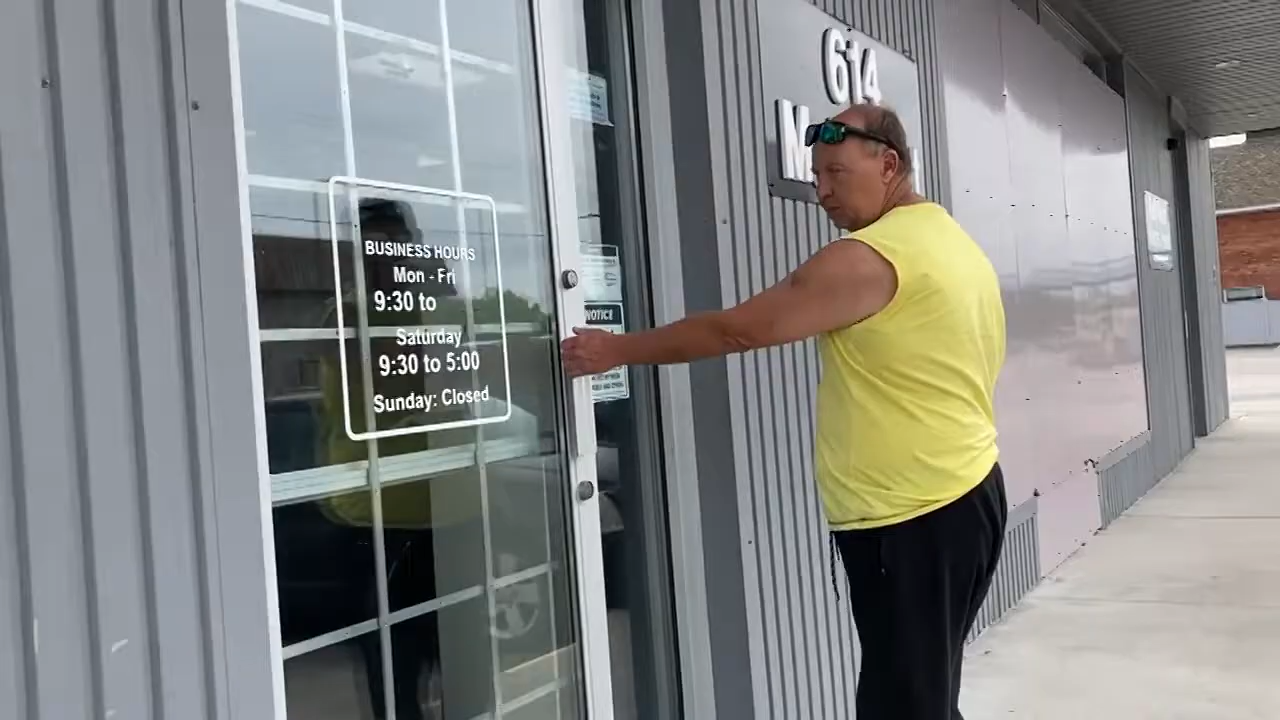 BUSINESS HOURS
Mon - Fri
9:30 to
Saturday
9:30 to 5:00
Sunday: Closed
NOTICE
614
M